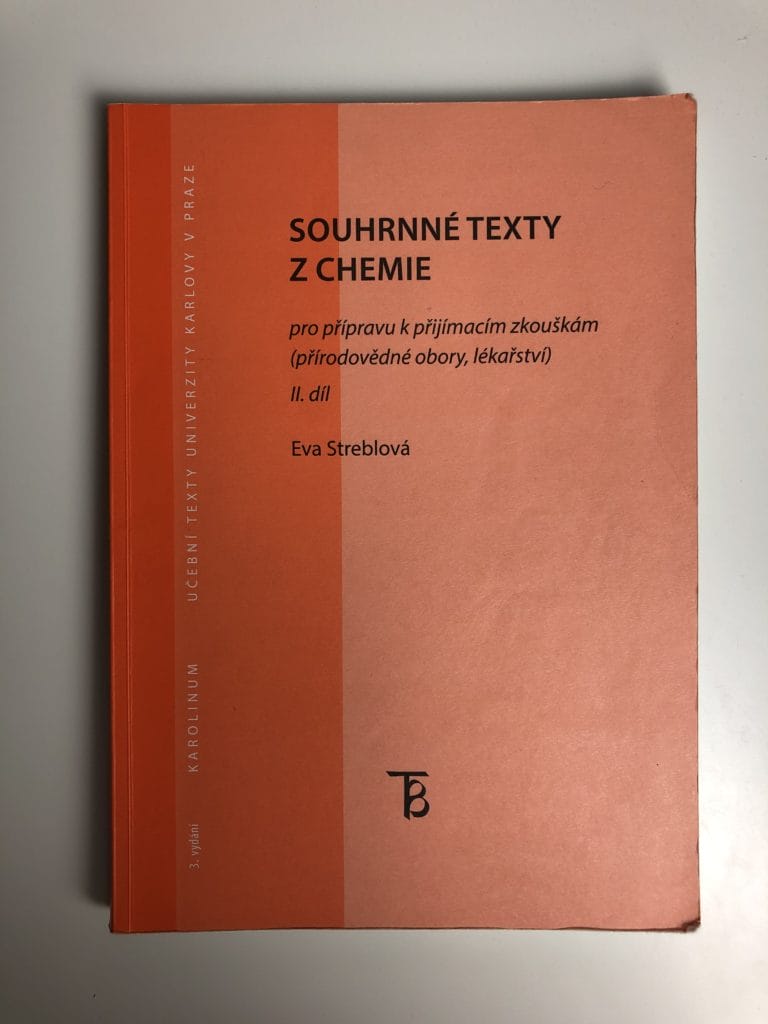 SOUHRNNÉ TEXTY
Z CHEMIE
pro přípravu k přijímacím zkouškám
(přírodovědné obory, lékařství)
II. díl
Eva Streblová
UČEBNÍ TEXTY UNIVERZITY KARLOVY V PRAZE
KAROLINUM
3. vydání